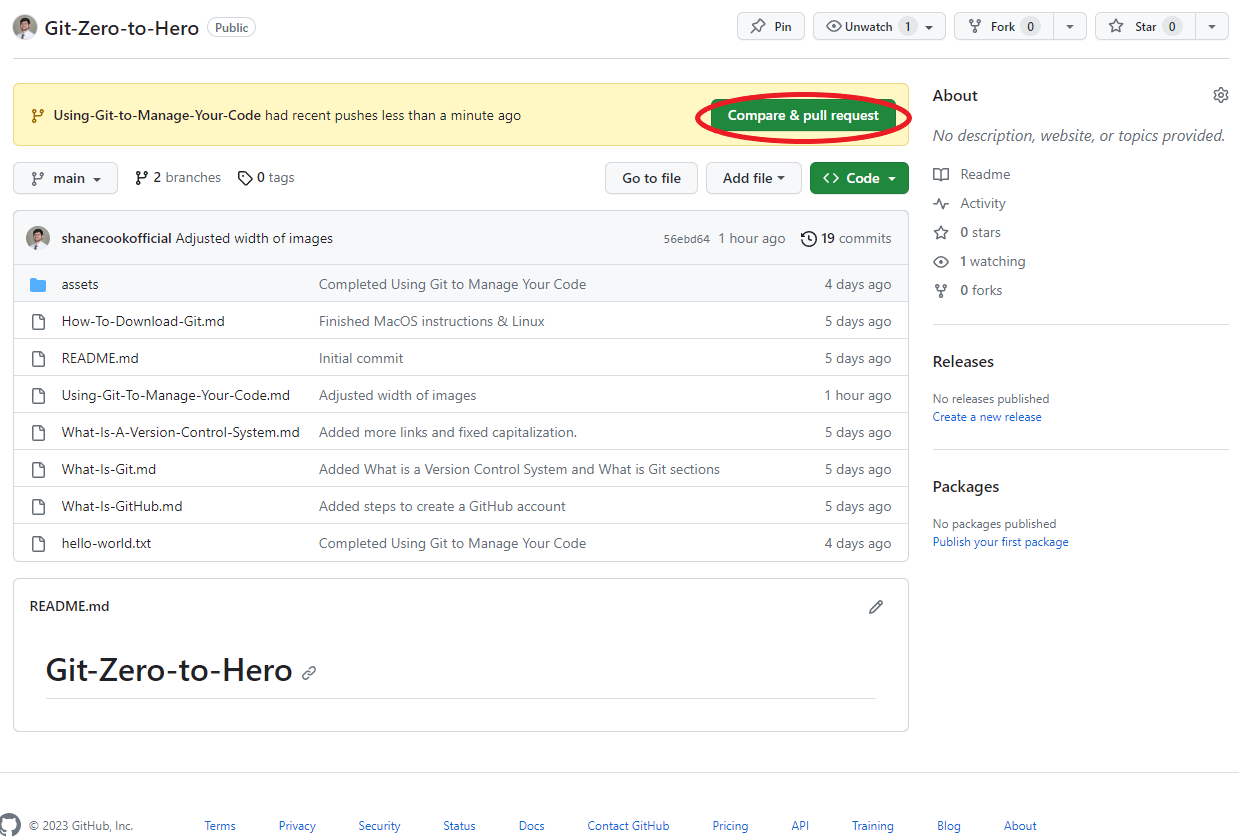 Git-Zero-to-Hero Public Pin Unwatch 1 Fork 0 Star 0
Using-Git-to-Manage-Your-Code had recent pushes less than a minute ago Compare & pull request
main 2 branches 0 tags Go to file Add file <> Code
shanecookofficial Adjusted width of images 56ebd64 1 hour ago 19 commits
assets Completed Using Git to Manage Your Code 4 days ago
How-To-Download-Git.md Finished MacOS instructions & Linux 5 days ago
README.md Initial commit 5 days ago
Using-Git-To-Manage-Your-Code.md Adjusted width of images 1 hour ago
What-Is-A-Version-Control-System.md Added more links and fixed capitalization. 5 days ago
What-Is-Git.md Added What is a Version Control System and What is Git sections 5 days ago
What-Is-GitHub.md Added steps to create a GitHub account 5 days ago
hello-world.txt Completed Using Git to Manage Your Code 4 days ago
README.md
Git-Zero-to-Hero
About
No description, website, or topics provided.
Readme
Activity
0 stars
1 watching
0 forks
Releases
No releases published
Create a new release
Packages
No packages published
Publish your first package
© 2023 GitHub, Inc. Terms Privacy Security Status Docs Contact GitHub Pricing API Training Blog About